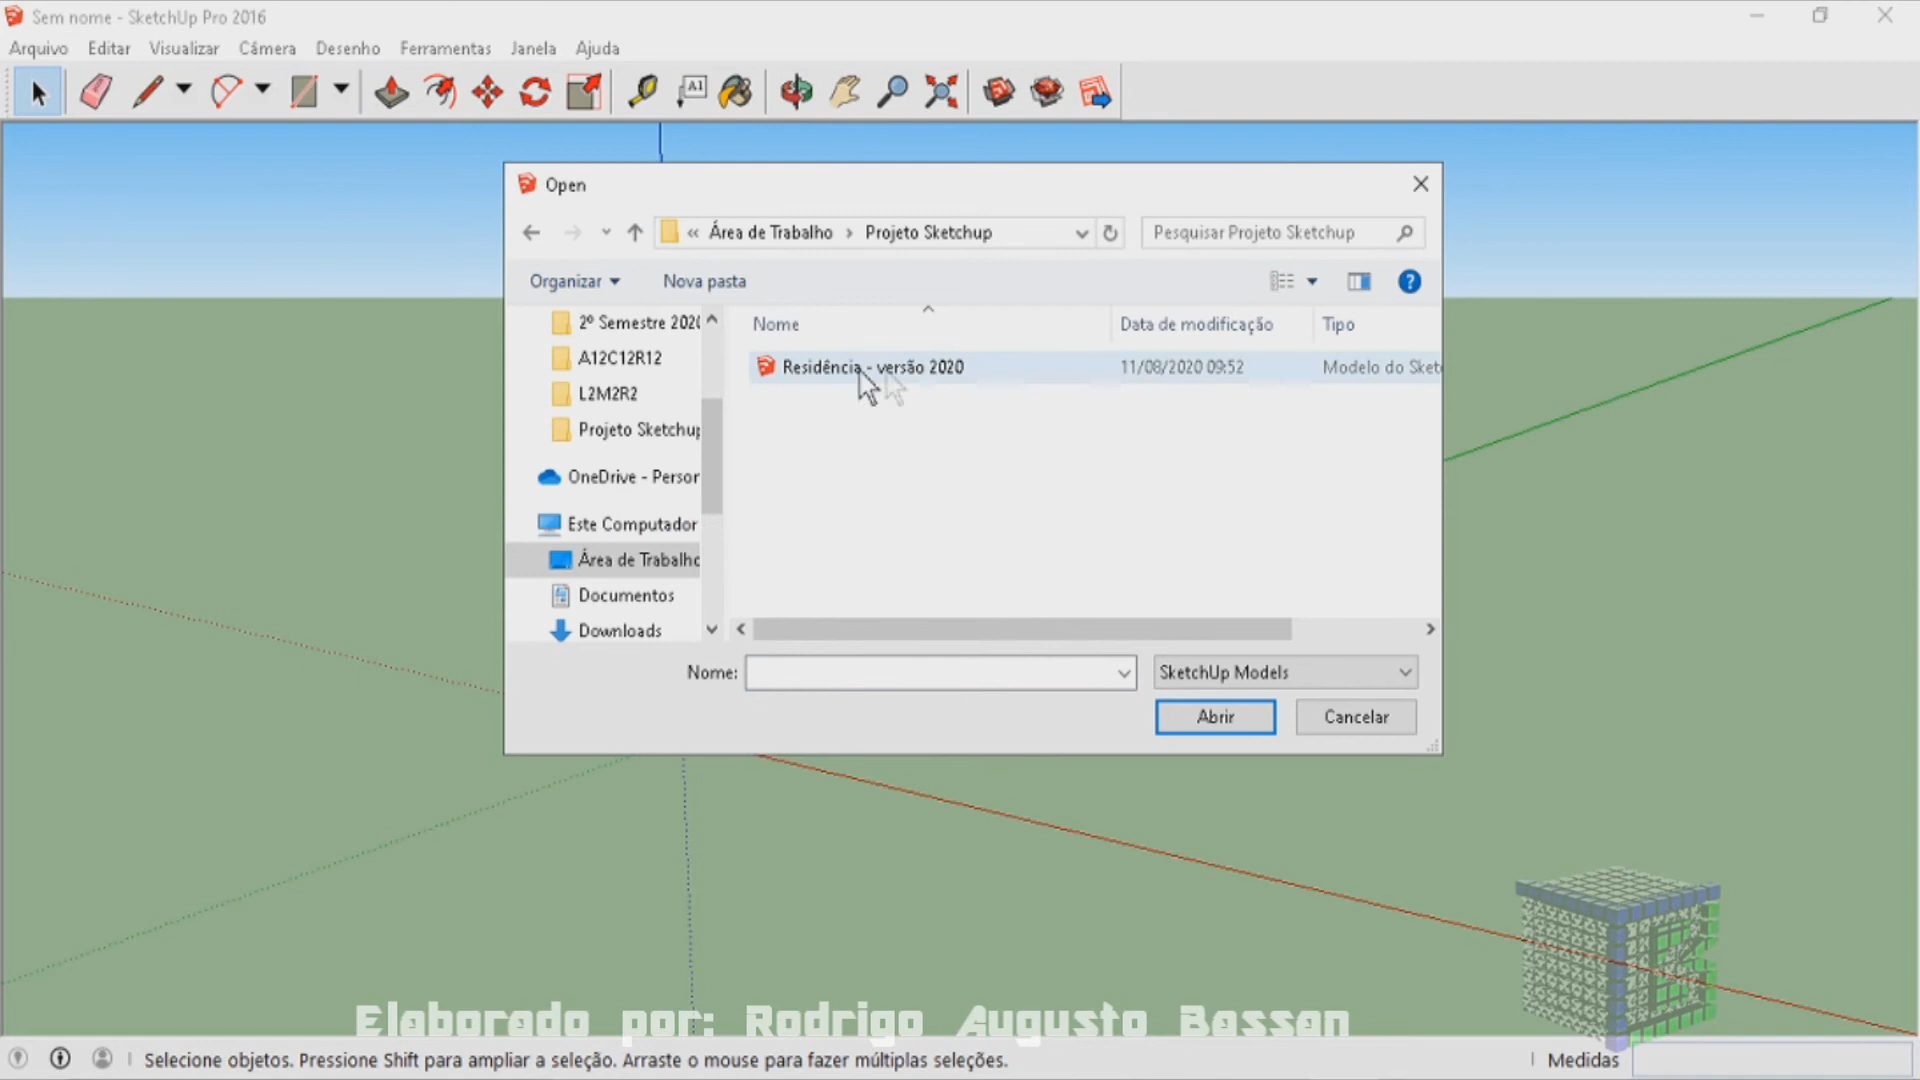 Sem nome - SketchUp Pro 2016
Arquivo Editar Visualizar Câmera Desenho Ferramentas Janela Ajuda
A1
Open
« Área de Trabalho > Projeto Sketchup
Pesquisar Projeto Sketchup
Organizar Nova pasta
?
Nome Data de modificação Tipo
Residência - versão 2020 11/08/2020 09:52 Modelo do Sket
2º Semestre 2020
A12C12R12
L2M2R2
Projeto Sketchup
OneDrive - Person
Este Computador
Área de Trabalho
Documentos
Downloads
Nome:
SketchUp Models
Abrir Cancelar
Elaborado por: Rodrigo Augusto Bassan
Selecione objetos. Pressione Shift para ampliar a seleção. Arraste o mouse para fazer múltiplas seleções.
Medidas